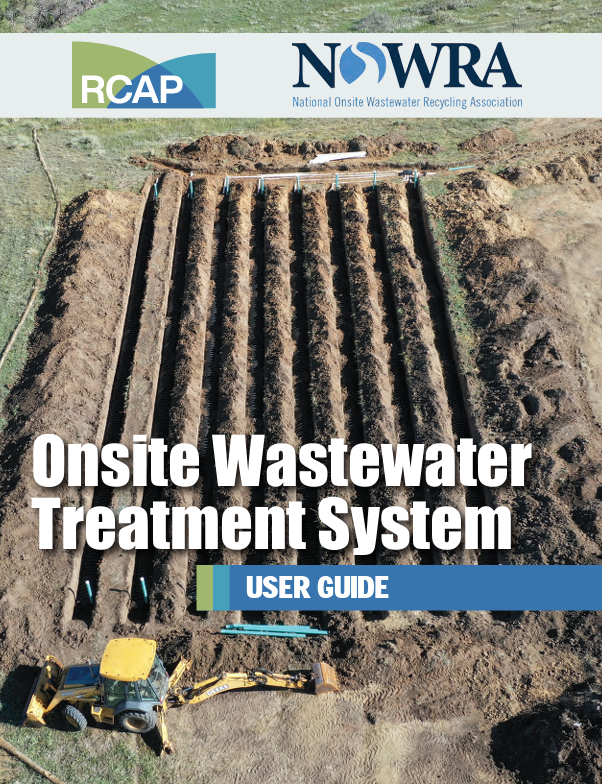 RCAP
NOWRA
National Onsite Wastewater Recycling Association
Onsite Wastewater
Treatment System
USER GUIDE